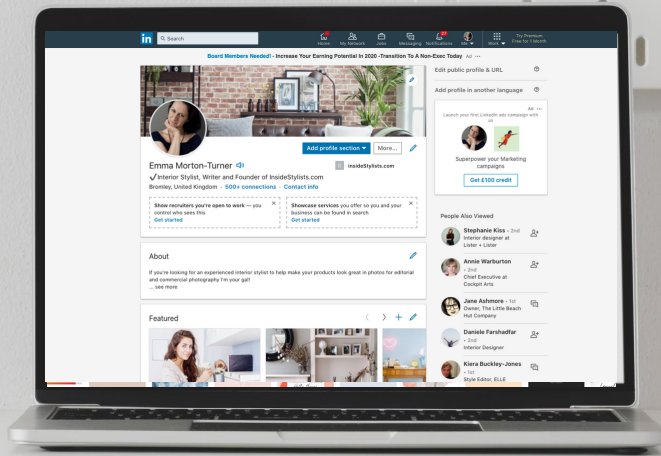 in Search
Home My Network Jobs Messaging Notifications 27 Me Work Try Premium Free for 1 Month
Board Members Needed! - Increase Your Earning Potential in 2020 -Transition To A Non-Exec Today Ad ...
Edit public profile & URL
Add profile in another language
Ad ...
Launch your first LinkedIn ads campaign with us
Superpower your Marketing
campaigns
Get £100 credit
Add profile section More...
Emma Morton-Turner
insideStylists.com
✓Interior Stylist, Writer and Founder of InsideStylists.com
Bromley, United Kingdom · 500+ connections · Contact info
Show recruiters you're open to work — you
control who sees this
Get started
Showcase services you offer so you and your
business can be found in search
Get started
About
If you're looking for an experienced interior stylist to help make your products look great in photos for editorial
and commercial photography I'm your gal!
... see more
Featured
People Also Viewed
Stephanie Kiss • 2nd
Interior designer at
Lister + Lister
Annie Warburton
• 2nd
Chief Executive at
Cockpit Arts
Jane Ashmore • 1st
Owner, The Little Beach
Hut Company
Daniele Farshadfar
• 2nd
Interior Designer
Kiera Buckley-Jones
• 1st
Style Editor, ELLE